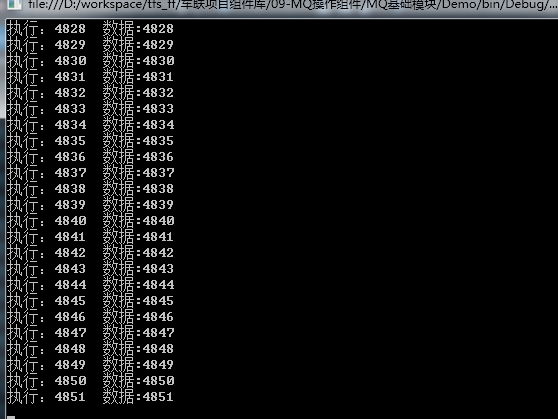 file:///D:/workspace/tfs_ff/车联项目组件库/09-MQ操作组件/MQ基础模块/Demo/bin/Debug/...
执行：4828 数据:4828
执行：4829 数据:4829
执行：4830 数据:4830
执行：4831 数据:4831
执行：4832 数据:4832
执行：4833 数据:4833
执行：4834 数据:4834
执行：4835 数据:4835
执行：4836 数据:4836
执行：4837 数据:4837
执行：4838 数据:4838
执行：4839 数据:4839
执行：4840 数据:4840
执行：4841 数据:4841
执行：4842 数据:4842
执行：4843 数据:4843
执行：4844 数据:4844
执行：4845 数据:4845
执行：4846 数据:4846
执行：4847 数据:4847
执行：4848 数据:4848
执行：4849 数据:4849
执行：4850 数据:4850
执行：4851 数据:4851